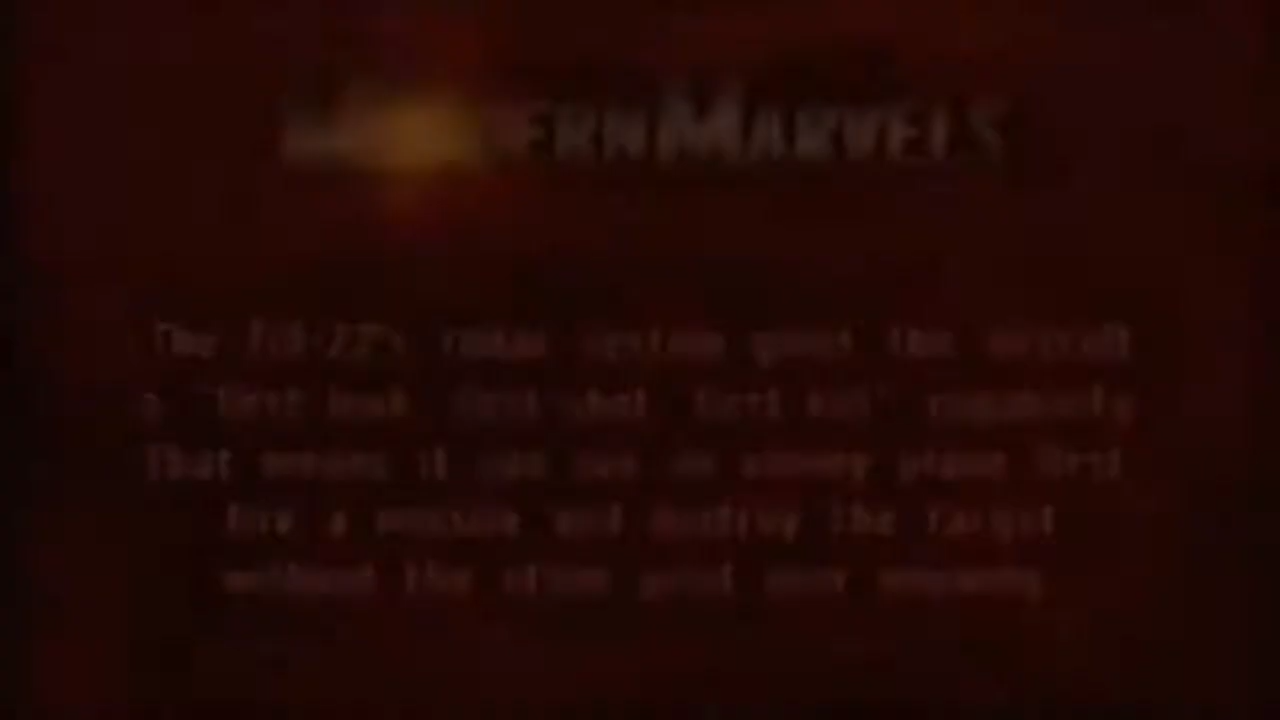 ModernMarvels
The F/A-22's radar system gives the aircraft
a "first-look, first-shot, first-kill" capability.
That means it can see an enemy plane first,
fire a missile and destroy the target
without the other pilot ever